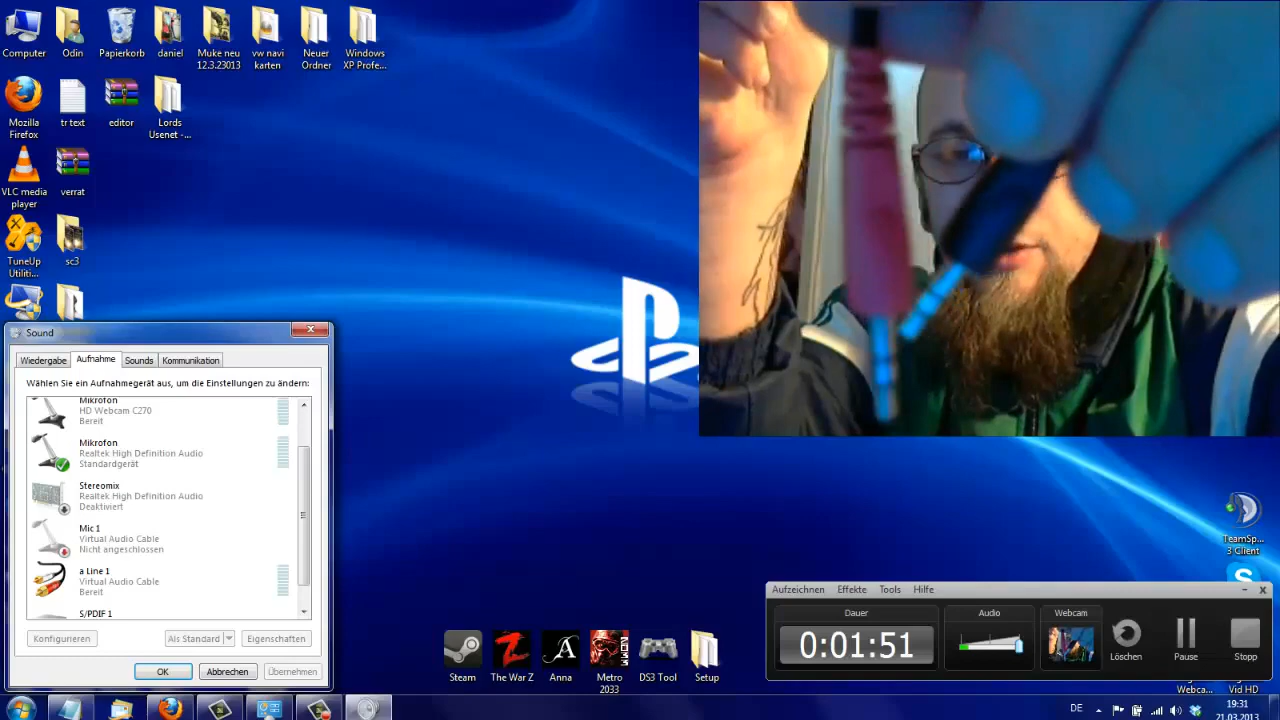 Computer
Odin
Papierkorb
daniel
Muke neu
12.3.23013
vw navi
karten
Neuer
Ordner
Windows
XP Profe...
Mozilla
Firefox
tr text
editor
Lords
Usenet - ...
VLC media
player
verrat
TuneUp
Utiliti...
sc3
Sound
Wiedergabe
Aufnahme
Sounds
Kommunikation
Wählen Sie ein Aufnahmegerät aus, um die Einstellungen zu ändern:
Mikrofon
HD Webcam C270
Bereit
Mikrofon
Realtek High Definition Audio
Standardgerät
Stereomix
Realtek High Definition Audio
Deaktiviert
Mic 1
Virtual Audio Cable
Nicht angeschlossen
a Line 1
Virtual Audio Cable
Bereit
S/PDIF 1
Konfigurieren
Als Standard
Eigenschaften
OK
Abbrechen
Übernehmen
Steam
The War Z
Anna
Metro
2033
DS3 Tool
Setup
TeamSp...
3 Client
Aufzeichnen
Effekte
Tools
Hilfe
Dauer
Audio
Webcam
0:01:51
Löschen
Pause
Stopp
Webca...
Vid HD
DE
19:31
21.03.2013